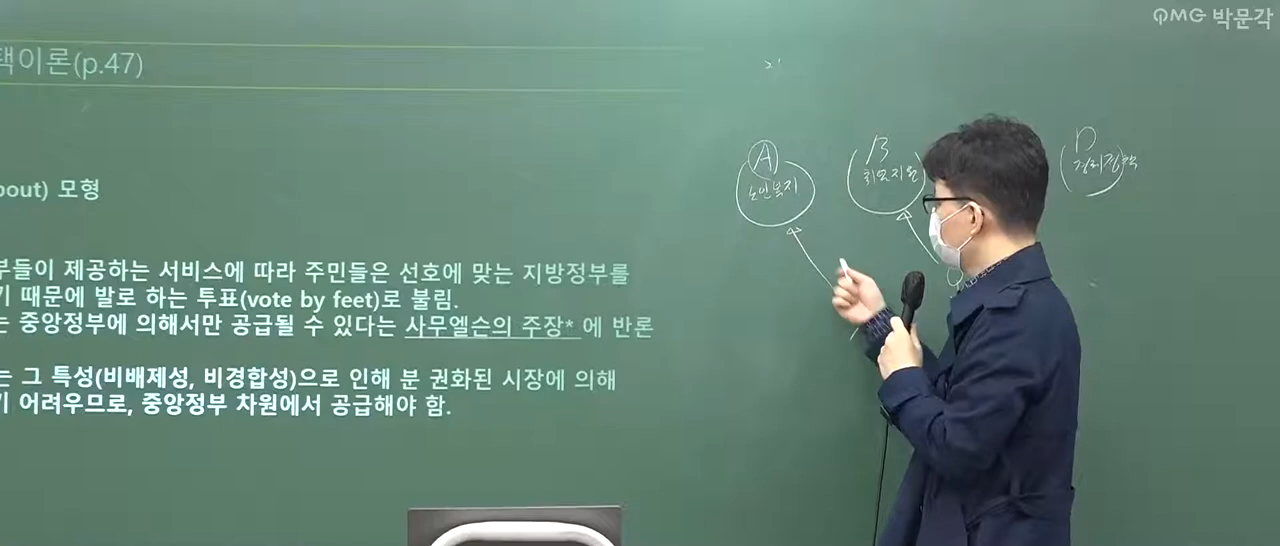 PMG 박문각
택이론(p.47)
bout) 모형
부들이 제공하는 서비스에 따라 주민들은 선호에 맞는 지방정부를
기 때문에 발로 하는 투표(vote by feet)로 불림.
는 중앙정부에 의해서만 공급될 수 있다는 사무엘슨의 주장* 에 반론
는 그 특성(비배제성, 비경합성)으로 인해 분 권화된 시장에 의해
기 어려우므로, 중앙정부 차원에서 공급해야 함.
A
노인복지
B
D